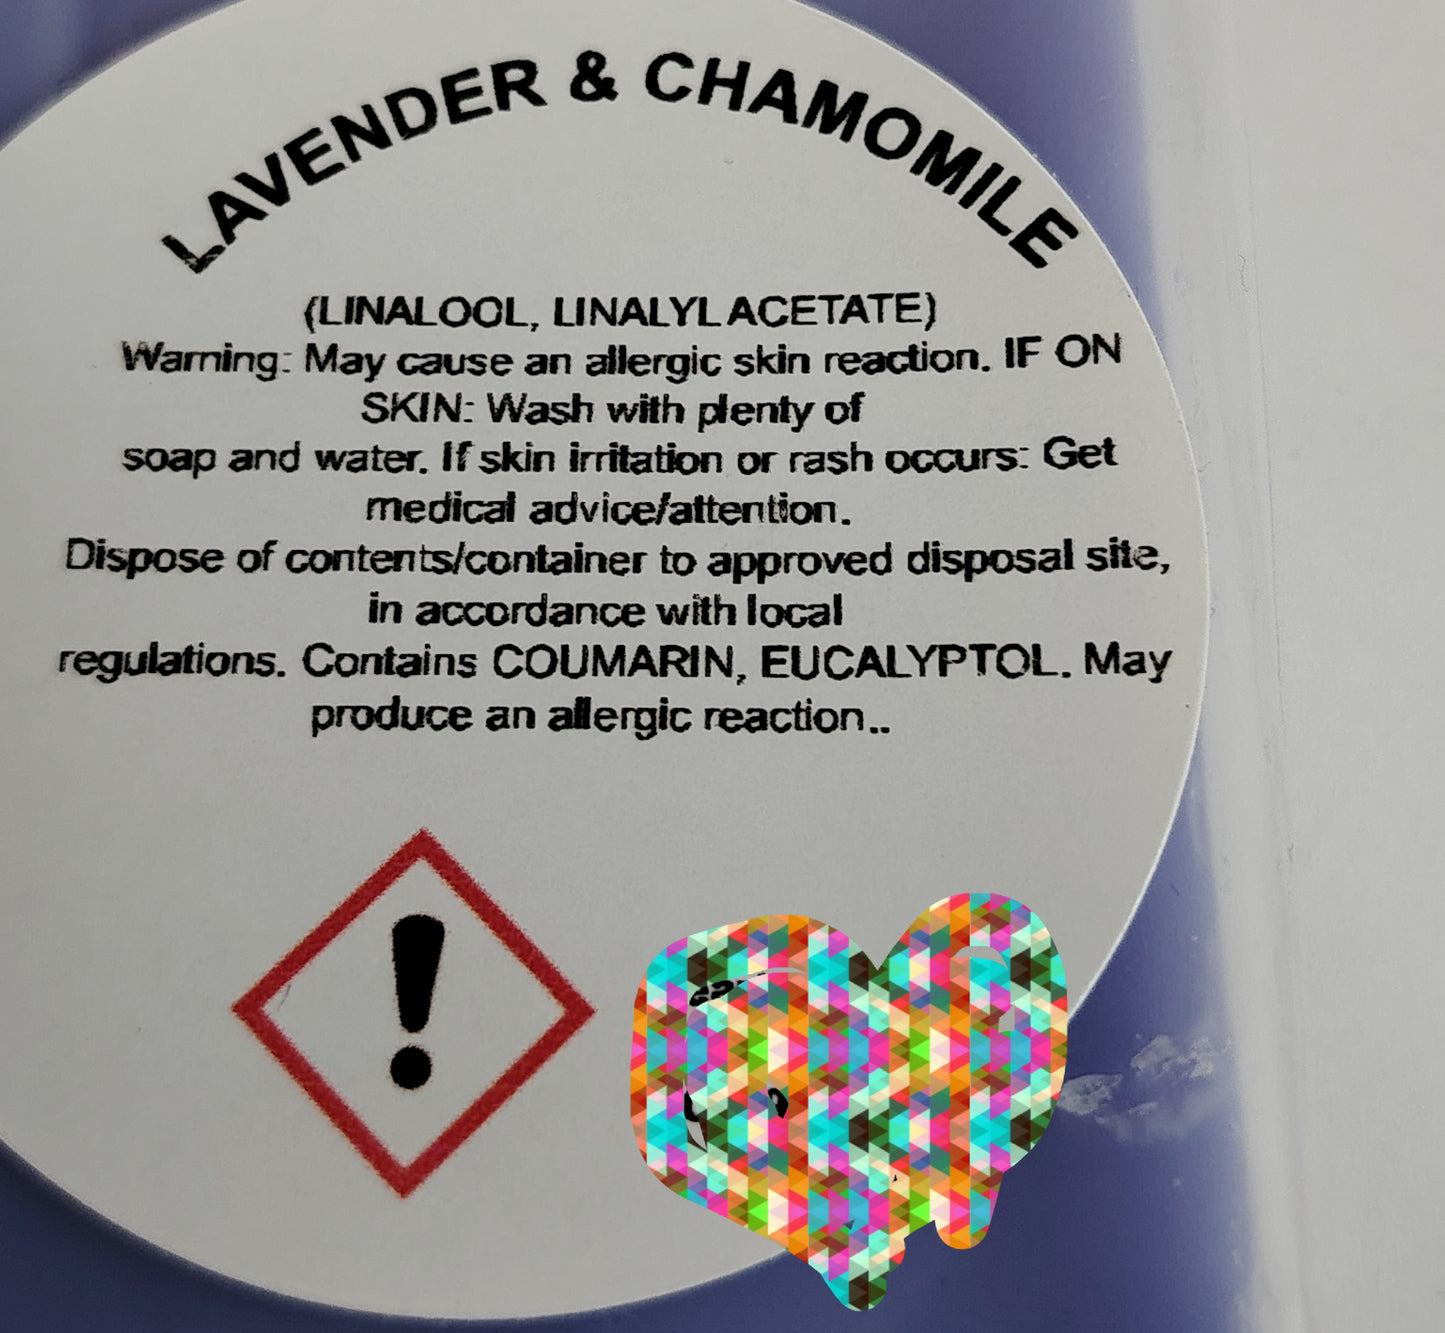 LAVENDER & CHAMOMILE
(LINALOOL, LINALYL ACETATE)
Warning: May cause an allergic skin reaction. IF ON
SKIN: Wash with plenty of
soap and water. If skin irritation or rash occurs: Get
medical advice/attention.
Dispose of contents/container to approved disposal site,
in accordance with local
regulations. Contains COUMARIN, EUCALYPTOL. May
produce an allergic reaction..